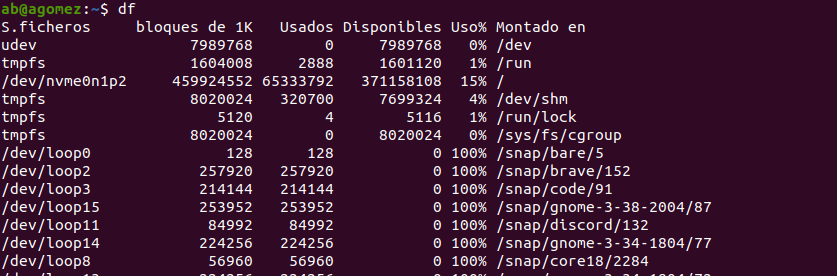 ab@agomez:~$ df
S.ficheros     bloques de 1K   Usados Disponibles Uso% Montado en
udev                 7989768        0     7989768   0% /dev
tmpfs                1604008     2888     1601120   1% /run
/dev/nvme0n1p2     459924552 65333792   371158108  15% /
tmpfs                8020024   320700     7699324   4% /dev/shm
tmpfs                   5120        4        5116   1% /run/lock
tmpfs                8020024        0     8020024   0% /sys/fs/cgroup
/dev/loop0               128      128           0 100% /snap/bare/5
/dev/loop2            257920   257920           0 100% /snap/brave/152
/dev/loop3            214144   214144           0 100% /snap/code/91
/dev/loop15           253952   253952           0 100% /snap/gnome-3-38-2004/87
/dev/loop11            84992    84992           0 100% /snap/discord/132
/dev/loop14           224256   224256           0 100% /snap/gnome-3-34-1804/77
/dev/loop8             56960    56960           0 100% /snap/core18/2284